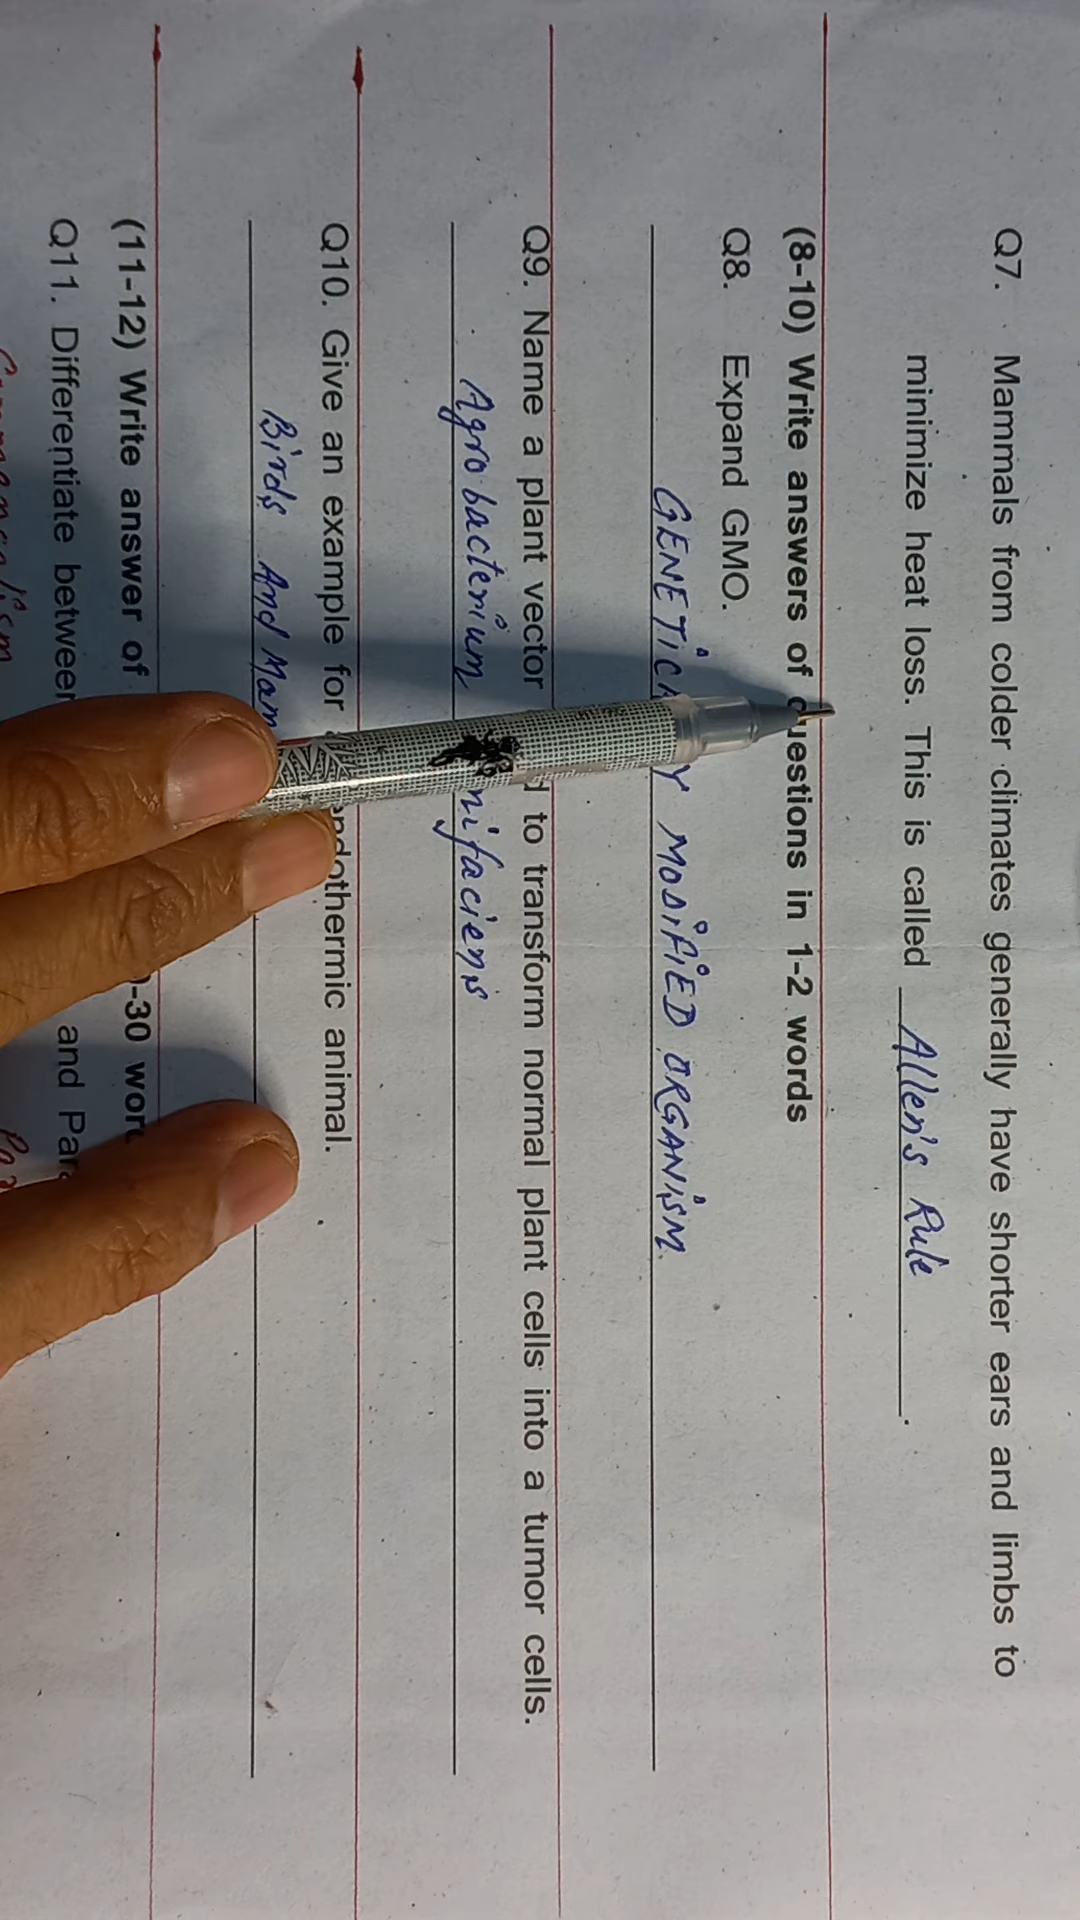 Q7. Mammals from colder climates generally have shorter ears and limbs to
minimize heat loss. This is called Allen's Rule.
(8-10) Write answers of questions in 1-2 words
Q8. Expand GMO.
MODIFIED ORGANISM
Q9. Name a plant vector to transform normal plant cells into a tumor cells.
Agrobacterium
Q10. Give an example for endothermic animal.
Birds And
(11-12) Write answer of
Q11. Differentiate between and